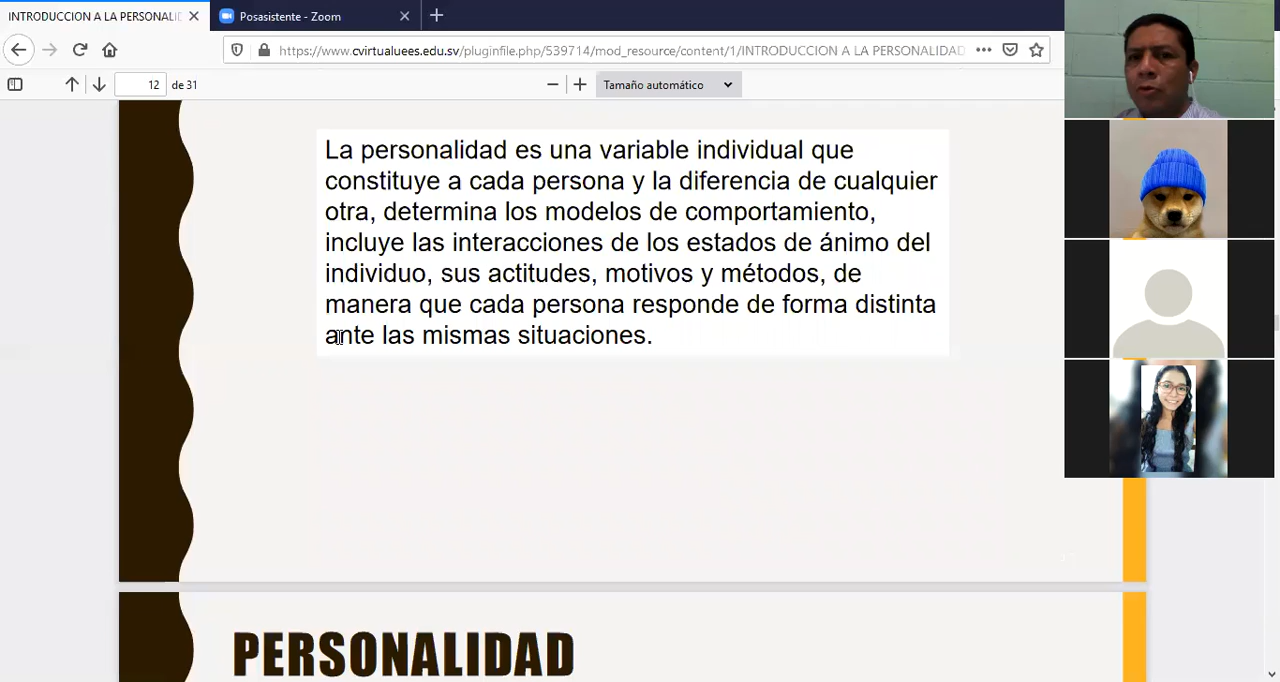 INTRODUCCION A LA PERSONALI
Posasistente - Zoom
https://www.cvirtualuees.edu.sv/pluginfile.php/539714/mod_resource/content/1/INTRODUCCION A LA PERSONALIDAD
12 de 31
Tamaño automático
La personalidad es una variable individual que
constituye a cada persona y la diferencia de cualquier
otra, determina los modelos de comportamiento,
incluye las interacciones de los estados de ánimo del
individuo, sus actitudes, motivos y métodos, de
manera que cada persona responde de forma distinta
ante las mismas situaciones.
PERSONALIDAD